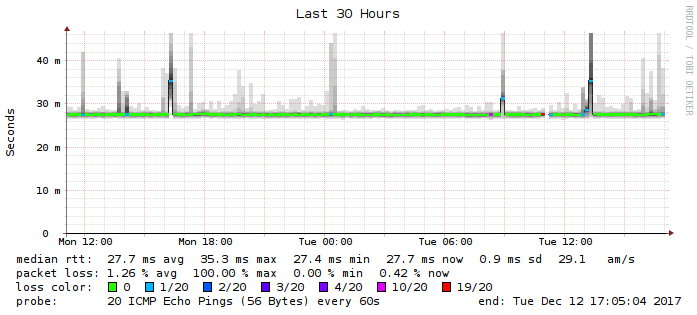 Last 30 Hours
RRDTOOL / TOBI OETIKER
Seconds
40 m
30 m
20 m
10 m
0
Mon 12:00 Mon 18:00 Tue 00:00 Tue 06:00 Tue 12:00
median rtt: 27.7 ms avg 35.3 ms max 27.4 ms min 27.7 ms now 0.9 ms sd 29.1 am/s
packet loss: 1.26 % avg 100.00 % max 0.00 % min 0.42 % now
loss color: 0 1/20 2/20 3/20 4/20 10/20 19/20
probe: 20 ICMP Echo Pings (56 Bytes) every 60s end: Tue Dec 12 17:05:04 2017